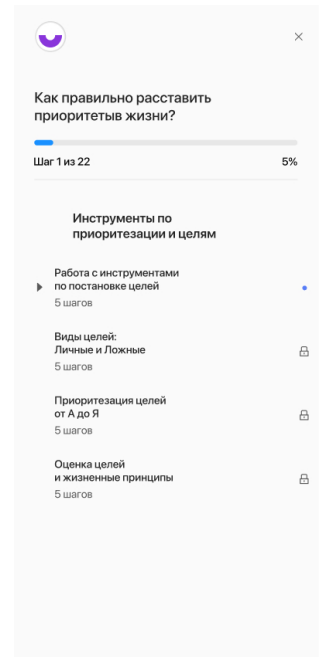 Как правильно расставить
приоритетыв жизни?
Шаг 1 из 22 5%
Инструменты по
приоритезации и целям
Работа с инструментами
по постановке целей
5 шагов
Виды целей:
Личные и Ложные
5 шагов
Приоритезация целей
от А до Я
5 шагов
Оценка целей
и жизненные принципы
5 шагов